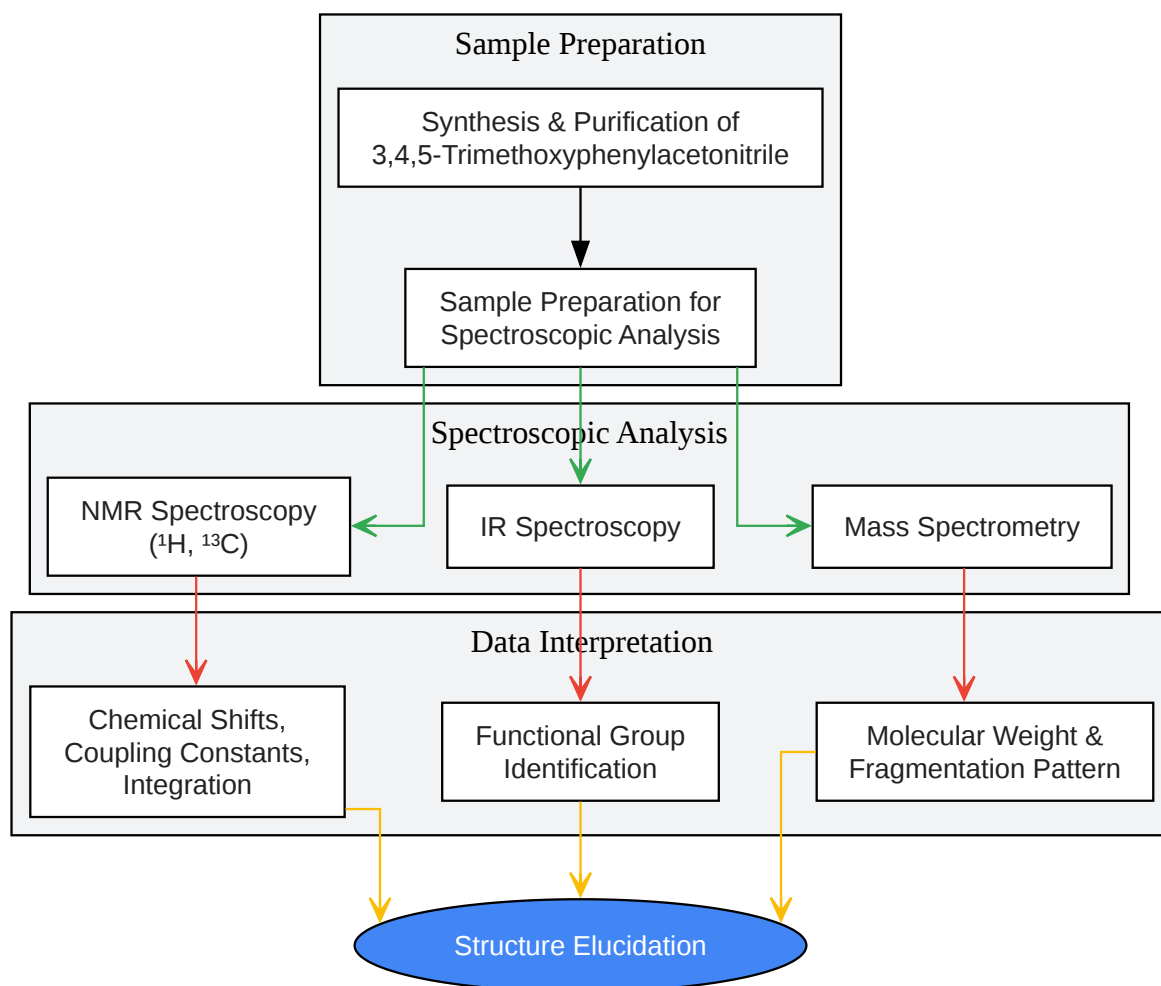 Sample Preparation
Synthesis & Purification of
3,4,5-Trimethoxyphenylacetonitrile
Sample Preparation for
Spectroscopic Analysis
Spectroscopic Analysis
NMR Spectroscopy
(¹H, ¹³C)
IR Spectroscopy
Mass Spectrometry
Data Interpretation
Chemical Shifts,
Coupling Constants,
Integration
Functional Group
Identification
Molecular Weight &
Fragmentation Pattern
Structure Elucidation